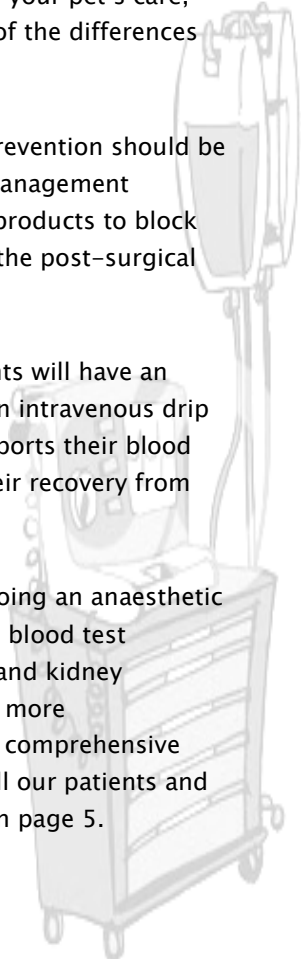 your pet's care,
of the differences
revention should be
anagement
products to block
the post-surgical
ts will have an
n intravenous drip
ports their blood
eir recovery from
oing an anaesthetic
blood test
and kidney
more
comprehensive
ll our patients and
n page 5.